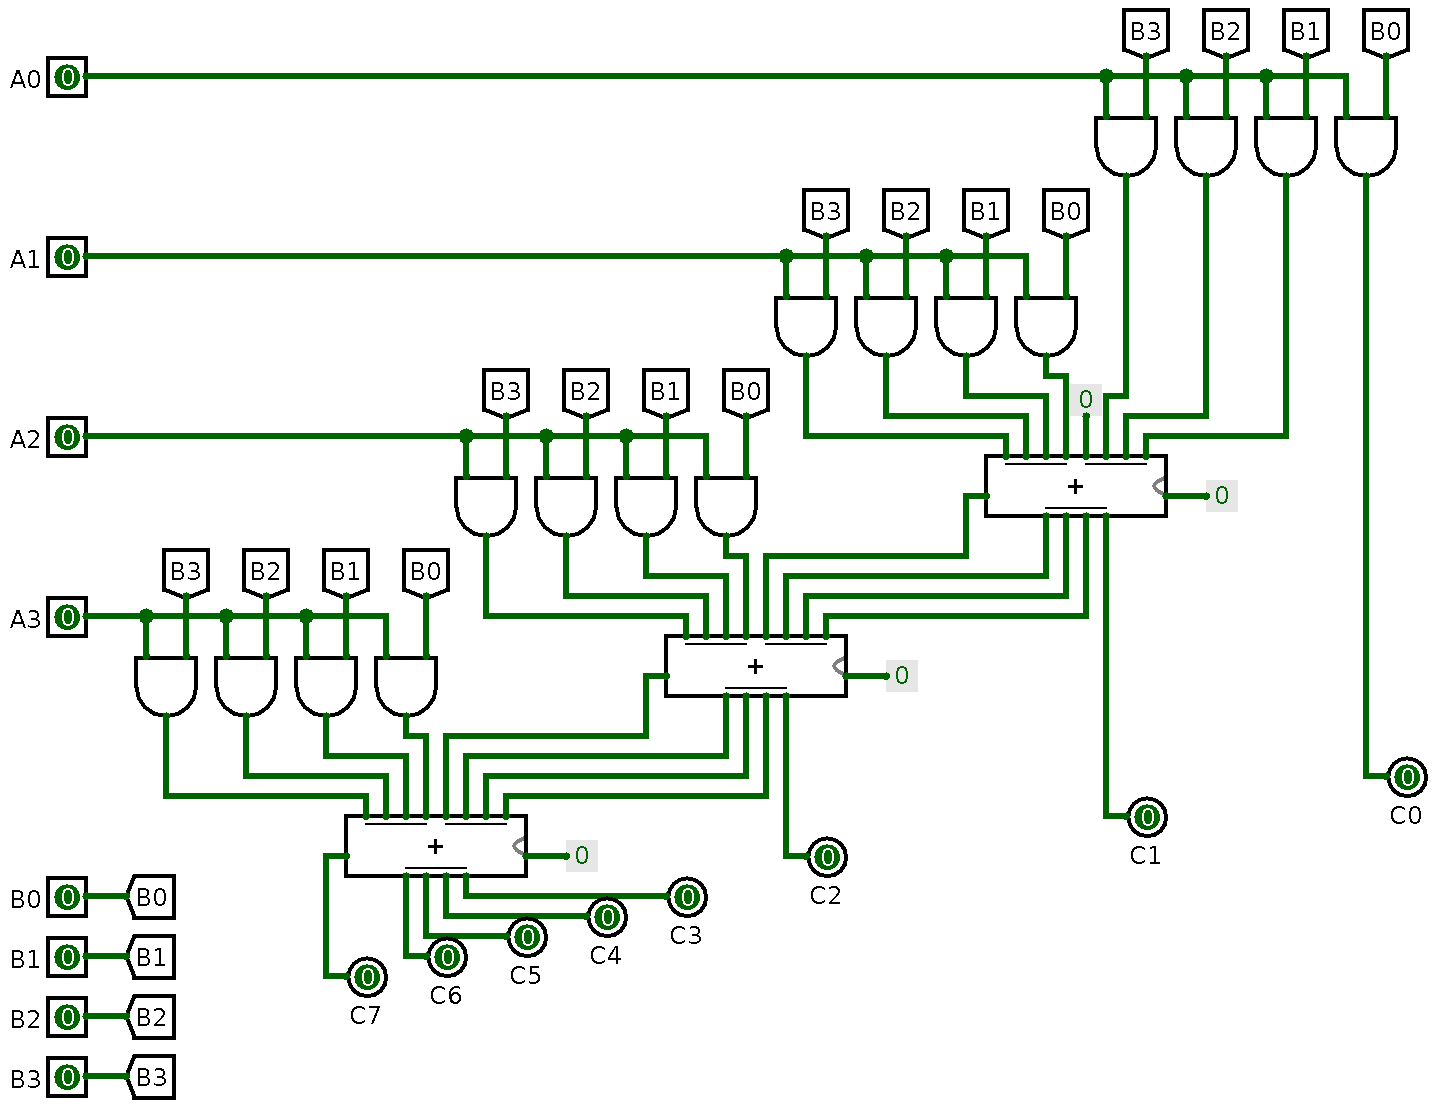 B3 B2 B1 B0
A0 0
B3 B2 B1 B0
A1 0
B3 B2 B1 B0
0
A2 0
+ 0
B3 B2 B1 B0
A3 0
+ 0
+ 0
0 C0
0 C1
0 C2
0 C3
0 C4
0 C5
0 C6
0 C7
B0 0 B0
B1 0 B1
B2 0 B2
B3 0 B3